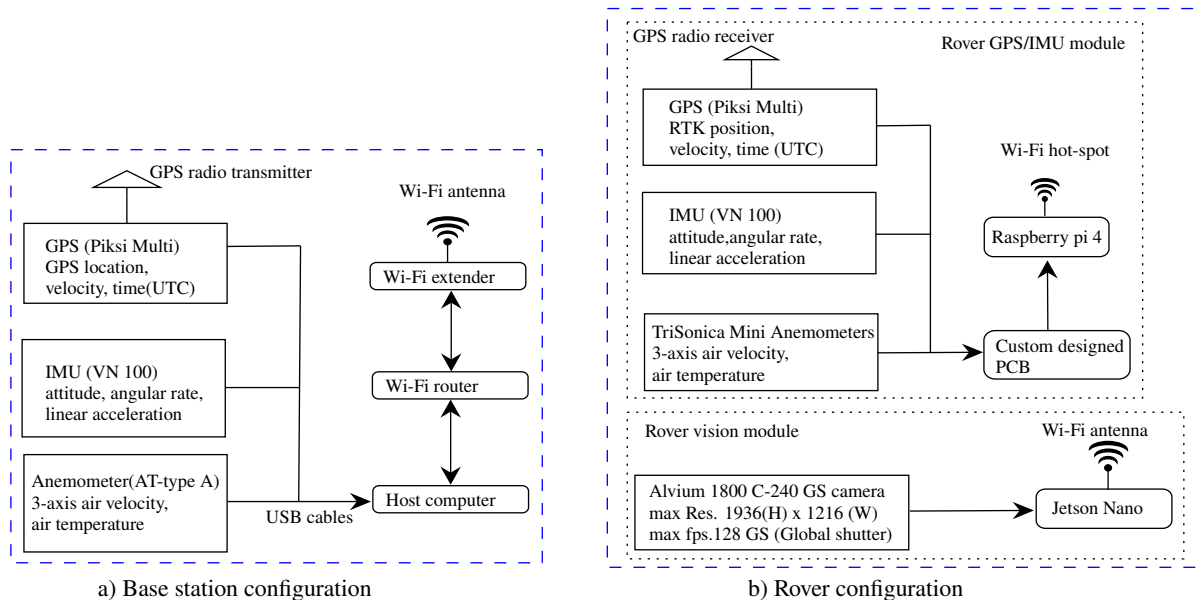 GPS radio transmitter
GPS (Piksi Multi)
GPS location,
velocity, time(UTC)
IMU (VN 100)
attitude, angular rate,
linear acceleration
Anemometer(AT-type A)
3-axis air velocity,
air temperature
USB cables
Wi-Fi antenna
Wi-Fi extender
Wi-Fi router
Host computer
a) Base station configuration
GPS radio receiver
Rover GPS/IMU module
GPS (Piksi Multi)
RTK position,
velocity, time (UTC)
IMU (VN 100)
attitude,angular rate,
linear acceleration
TriSonica Mini Anemometers
3-axis air velocity,
air temperature
Wi-Fi hot-spot
Raspberry pi 4
Custom designed
PCB
Rover vision module
Alvium 1800 C-240 GS camera
max Res. 1936(H) x 1216 (W)
max fps.128 GS (Global shutter)
Wi-Fi antenna
Jetson Nano
b) Rover configuration